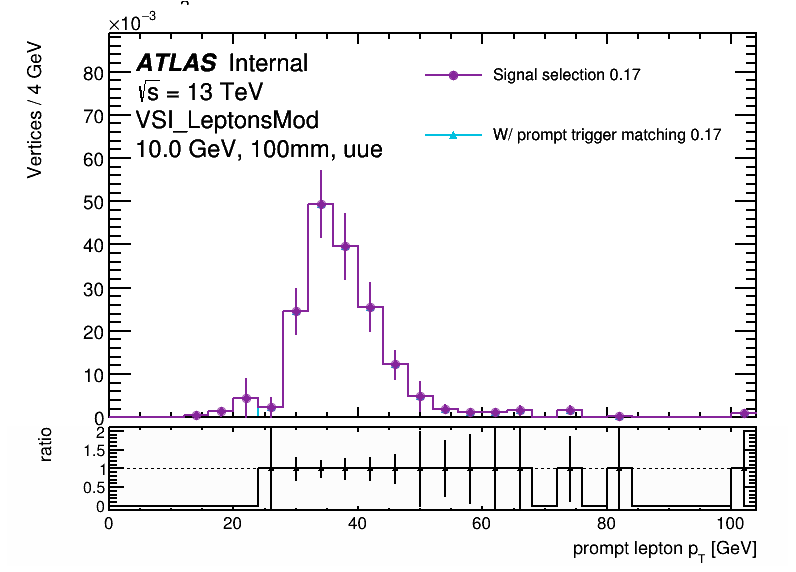 ×10⁻³
ATLAS Internal
√s = 13 TeV
VSI_LeptonsMod
10.0 GeV, 100mm, uue
Signal selection 0.17
W/ prompt trigger matching 0.17
Vertices / 4 GeV
80
70
60
50
40
30
20
10
0
ratio
2
1.5
1
0.5
0
0 20 40 60 80 100
prompt lepton p_T [GeV]